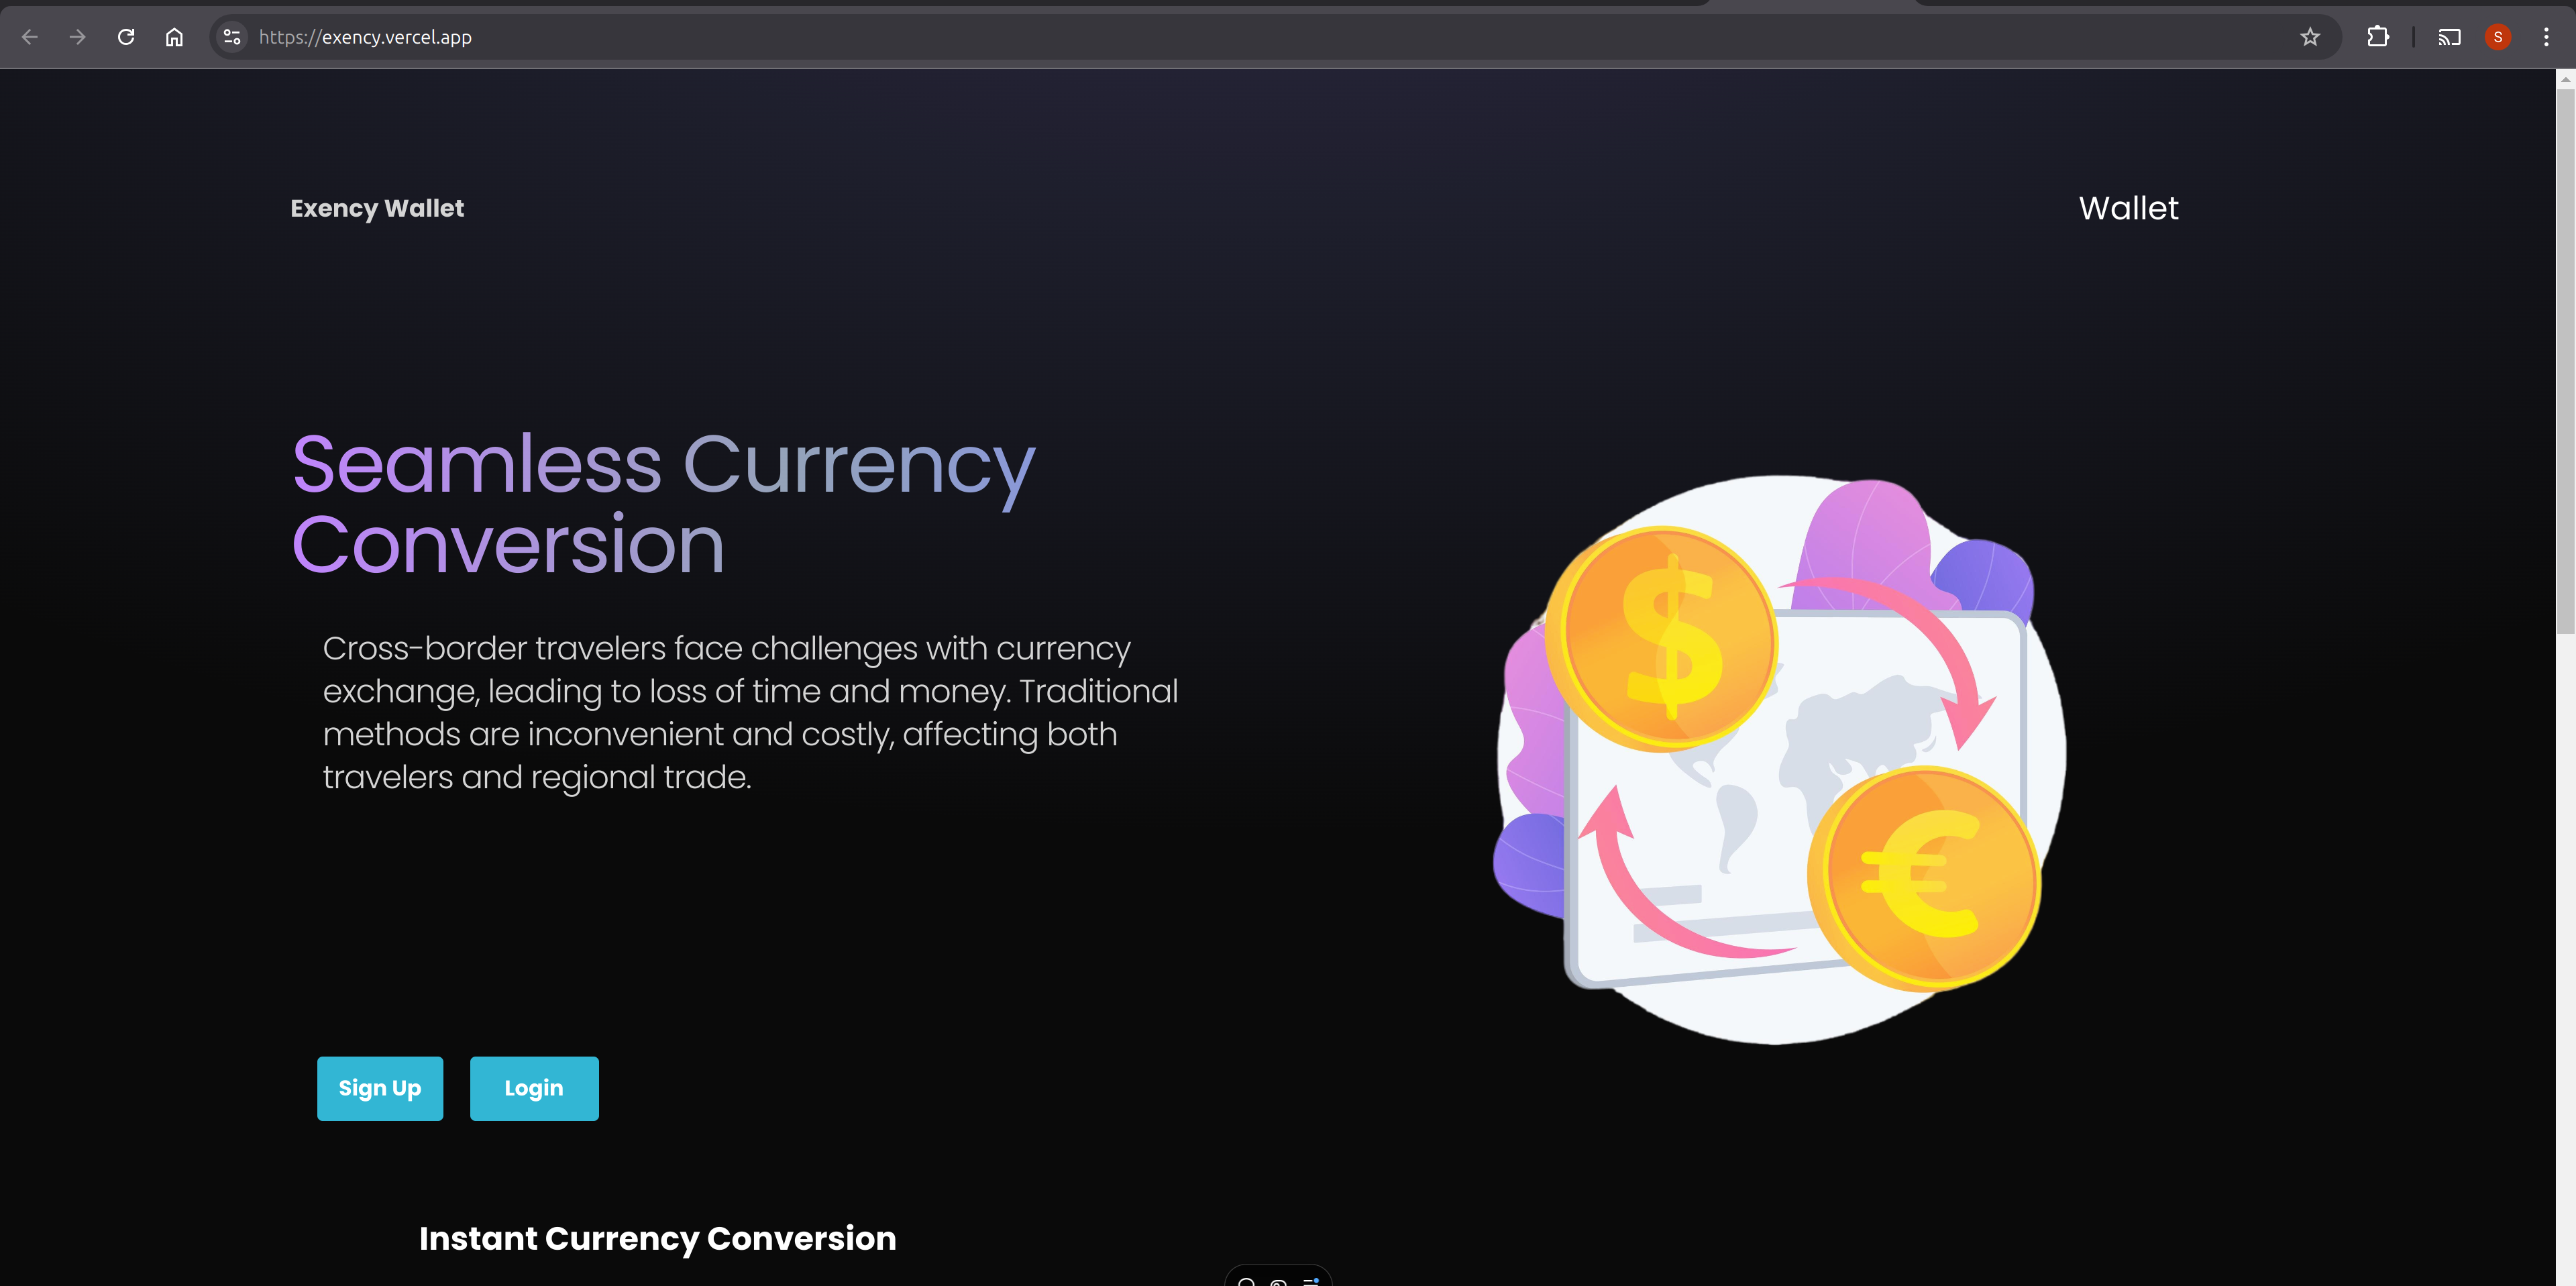 https://exency.vercel.app
S
Exency Wallet
Wallet
Seamless Currency
Conversion
Cross-border travelers face challenges with currency
exchange, leading to loss of time and money. Traditional
methods are inconvenient and costly, affecting both
travelers and regional trade.
$
€
Sign Up
Login
Instant Currency Conversion